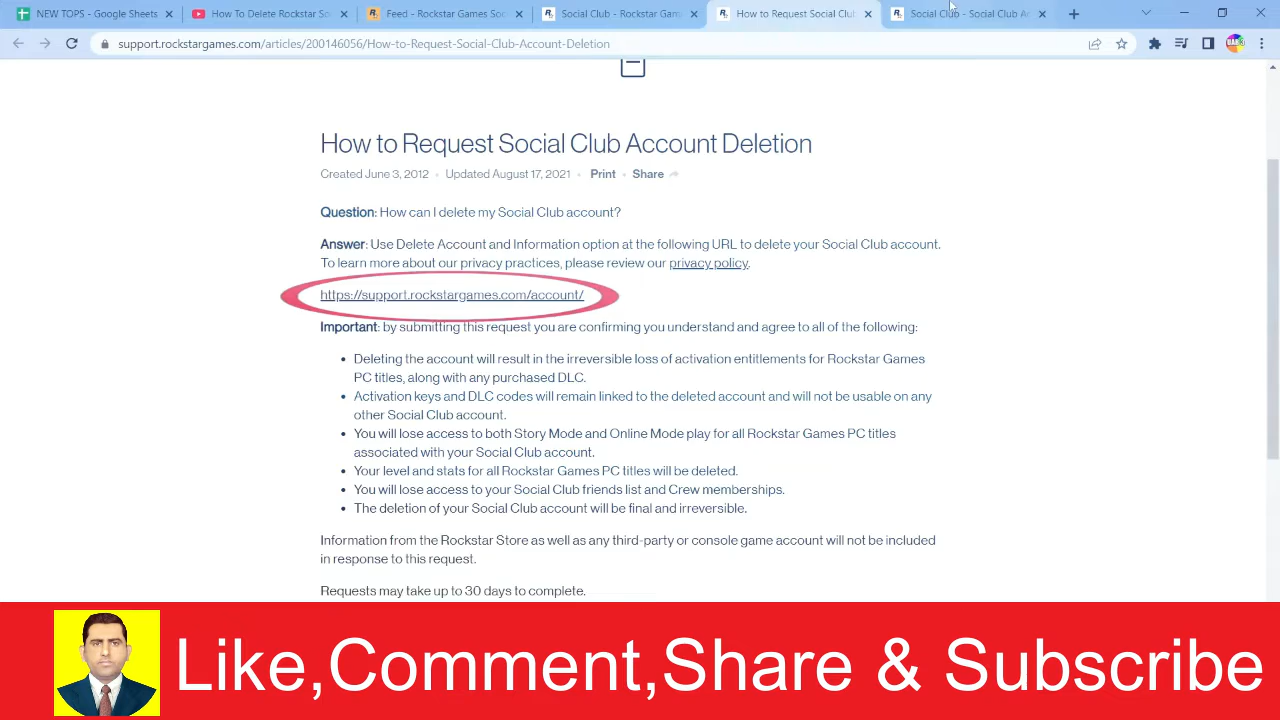 NEW TOPS - Google Sheets
How To Delete Rockstar So
Feed - Rockstar Games Soc
Social Club - Rockstar Games
How to Request Social Club
Social Club - Social Club Ac
support.rockstargames.com/articles/200146056/How-to-Request-Social-Club-Account-Deletion
How to Request Social Club Account Deletion
Created June 3, 2012 • Updated August 17, 2021 • Print • Share
Question: How can I delete my Social Club account?
Answer: Use Delete Account and Information option at the following URL to delete your Social Club account.
To learn more about our privacy practices, please review our privacy policy.
https://support.rockstargames.com/account/
Important: by submitting this request you are confirming you understand and agree to all of the following:
• Deleting the account will result in the irreversible loss of activation entitlements for Rockstar Games
PC titles, along with any purchased DLC.
• Activation keys and DLC codes will remain linked to the deleted account and will not be usable on any
other Social Club account.
• You will lose access to both Story Mode and Online Mode play for all Rockstar Games PC titles
associated with your Social Club account.
• Your level and stats for all Rockstar Games PC titles will be deleted.
• You will lose access to your Social Club friends list and Crew memberships.
• The deletion of your Social Club account will be final and irreversible.
Information from the Rockstar Store as well as any third-party or console game account will not be included
in response to this request.
Requests may take up to 30 days to complete.
Like,Comment,Share & Subscribe